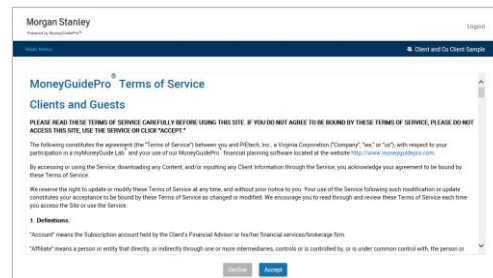 Morgan Stanley
Powered by MoneyGuidePro®
Logout
Main Menu
Client and Co Client Sample
MoneyGuidePro® Terms of Service
Clients and Guests
PLEASE READ THESE TERMS OF SERVICE CAREFULLY BEFORE USING THIS SITE. IF YOU DO NOT AGREE TO BE BOUND BY THESE TERMS OF SERVICE, PLEASE DO NOT
ACCESS THIS SITE, USE THE SERVICE OR CLICK "ACCEPT."
The following constitutes the agreement (the "Terms of Service") between you and PIEtech, Inc., a Virginia Corporation ("Company", "we," or "us"), with respect to your
participation in a myMoneyGuide Lab® and your use of our MoneyGuidePro® financial planning software located at the website http://www.moneyguidepro.com.
By accessing or using the Service, downloading any Content, and/or inputting any Client Information through the Service, you acknowledge your agreement to be bound by
these Terms of Service.
We reserve the right to update or modify these Terms of Service at any time, and without prior notice to you. Your use of the Service following such modification or update
constitutes your acceptance to be bound by these Terms of Service as changed or modified. We encourage you to read through and review these Terms of Service each time
you access the Site or use the Service.
1. Definitions.
"Account" means the Subscription account held by the Client's Financial Advisor or his/her financial services/brokerage firm.
"Affiliate" means a person or entity that directly, or indirectly through one or more intermediaries, controls or is controlled by, or is under common control with, the person or
Decline
Accept